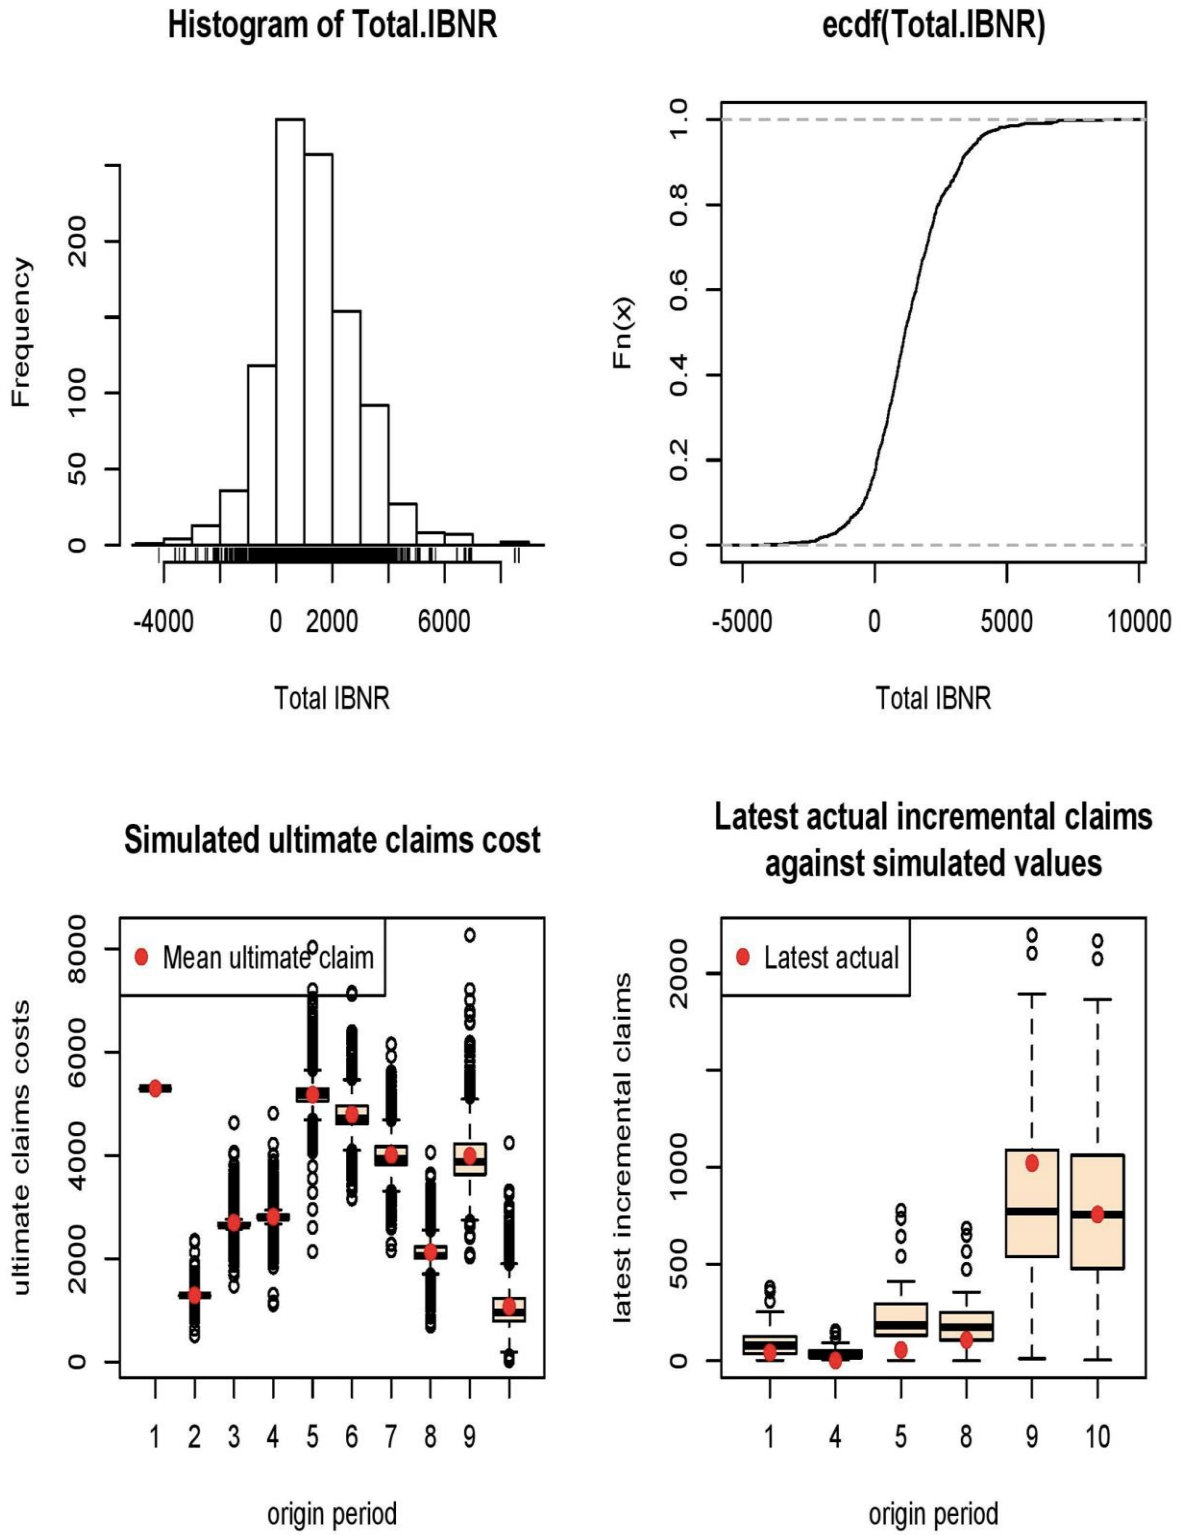 Histogram of Total.IBNR
Frequency
200
100
50
0
-4000 0 2000 6000
Total IBNR
ecdf(Total.IBNR)
Fn(x)
1.0
0.8
0.6
0.4
0.2
0.0
-5000 0 5000 10000
Total IBNR
Simulated ultimate claims cost
Mean ultimate claim
ultimate claims costs
8000
6000
4000
2000
0
1 2 3 4 5 6 7 8 9
origin period
Latest actual incremental claims
against simulated values
Latest actual
latest incremental claims
2000
1000
500
0
1 4 5 8 9 10
origin period